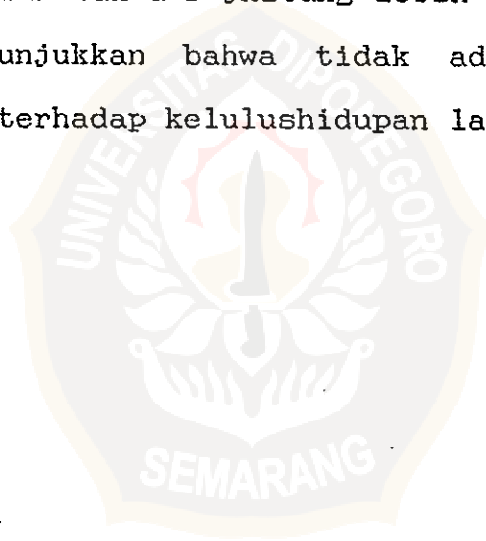 unjukkan bahwa tidak ad
terhadap kelulushidupan la
UNIVERSITAS DIPONEGORO
SEMARANG